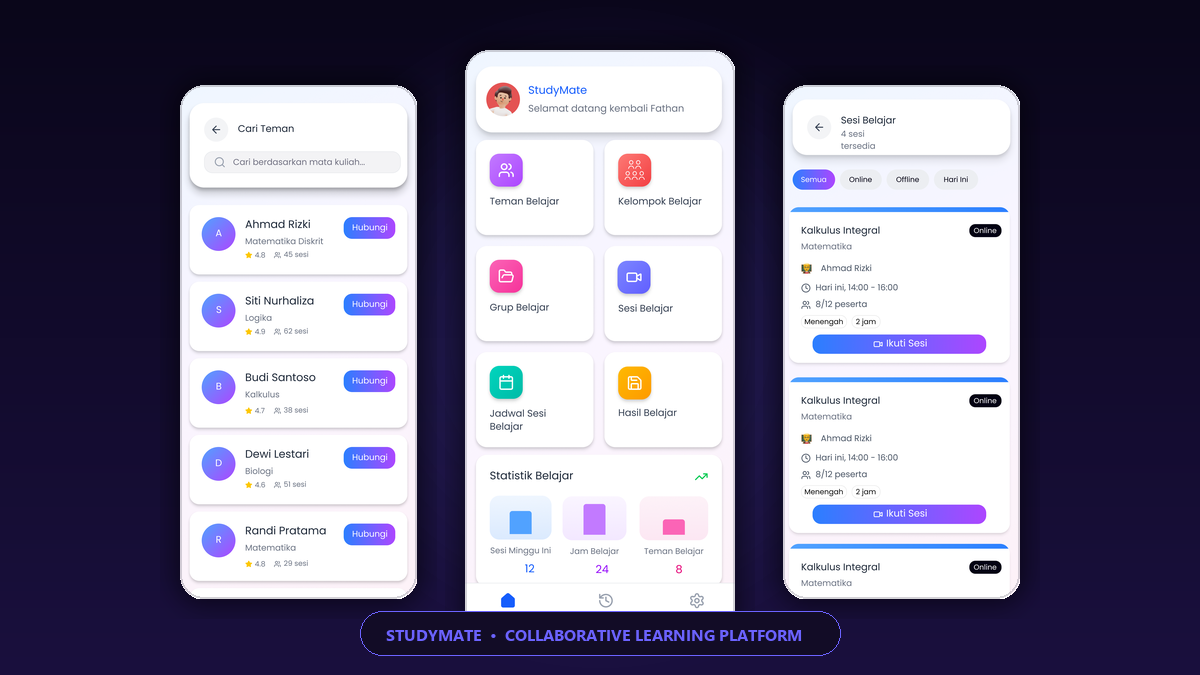 Cari Teman
Cari berdasarkan mata kuliah...
A
Ahmad Rizki
Matematika Diskrit
4.8 45 sesi
Hubungi
S
Siti Nurhaliza
Logika
4.9 62 sesi
Hubungi
B
Budi Santoso
Kalkulus
4.7 38 sesi
Hubungi
D
Dewi Lestari
Biologi
4.6 51 sesi
Hubungi
R
Randi Pratama
Matematika
4.8 29 sesi
Hubungi
StudyMate
Selamat datang kembali Fathan
Teman Belajar
Kelompok Belajar
Grup Belajar
Sesi Belajar
Jadwal Sesi
Belajar
Hasil Belajar
Statistik Belajar
Sesi Minggu Ini
12
Jam Belajar
24
Teman Belajar
8
Sesi Belajar
4 sesi
tersedia
Semua Online Offline Hari Ini
Kalkulus Integral
Online
Matematika
Ahmad Rizki
Hari ini, 14:00 - 16:00
8/12 peserta
Menengah 2 jam
Ikuti Sesi
Kalkulus Integral
Online
Matematika
Ahmad Rizki
Hari ini, 14:00 - 16:00
8/12 peserta
Menengah 2 jam
Ikuti Sesi
Kalkulus Integral
Online
Matematika
STUDYMATE • COLLABORATIVE LEARNING PLATFORM